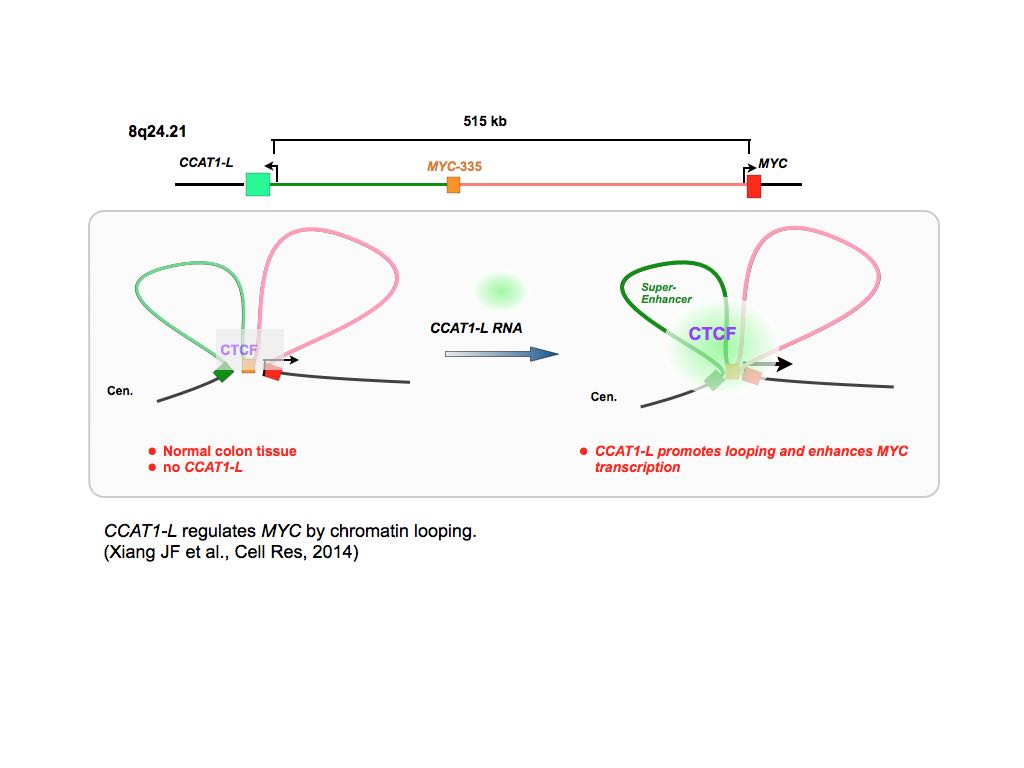 515 kb
8q24.21
CCAT1-L
MYC-335
MYC
Super-
Enhancer
CCAT1-L RNA
CTCF
CTCF
Cen.
Cen.
Normal colon tissue
no CCAT1-L
CCAT1-L promotes looping and enhances MYC
transcription
CCAT1-L regulates MYC by chromatin looping.
(Xiang JF et al., Cell Res, 2014)